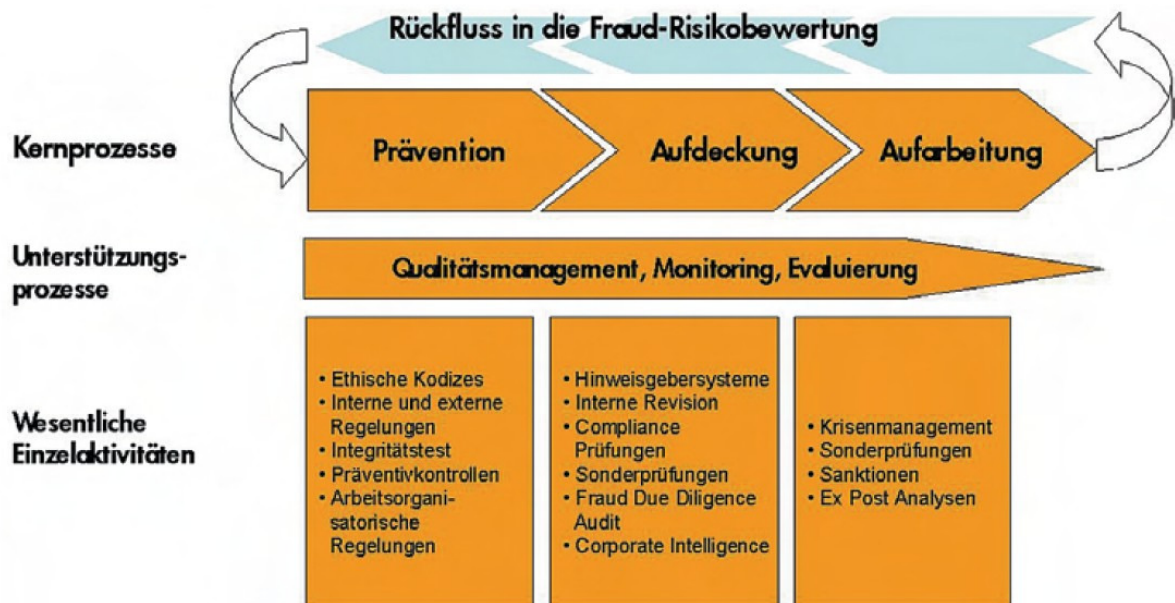 Rückfluss in die Fraud-Risikobewertung
Kernprozesse
Prävention
Aufdeckung
Aufarbeitung
Unterstützungs-
prozesse
Qualitätsmanagement, Monitoring, Evaluierung
Wesentliche
Einzelaktivitäten
• Ethische Kodizes
• Interne und externe
Regelungen
• Integritätstest
• Präventivkontrollen
• Arbeitsorgani-
satorische
Regelungen
• Hinweisgebersysteme
• Interne Revision
• Compliance
Prüfungen
• Sonderprüfungen
• Fraud Due Diligence
Audit
• Corporate Intelligence
• Krisenmanagement
• Sonderprüfungen
• Sanktionen
• Ex Post Analysen